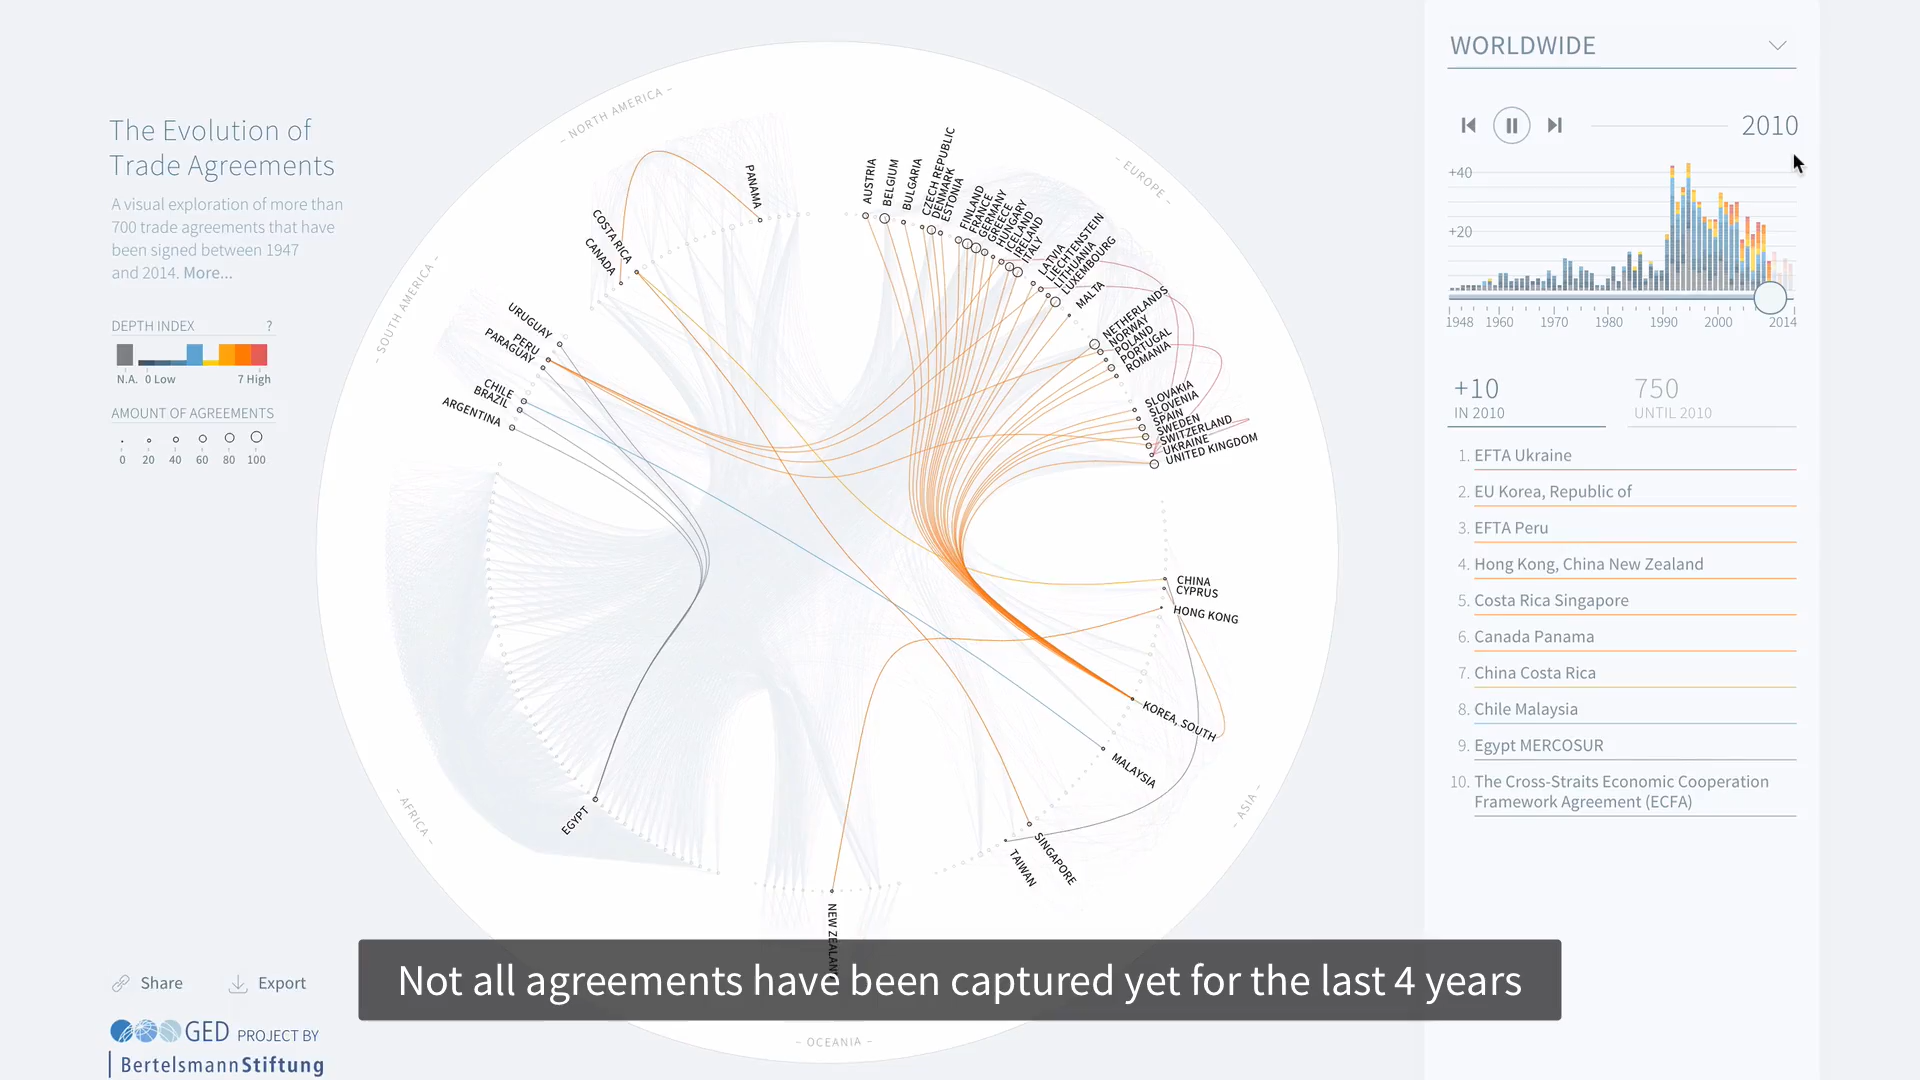 The Evolution of
Trade Agreements
A visual exploration of more than
700 trade agreements that have
been signed between 1947
and 2014. More...
DEPTH INDEX ?
N.A. 0 Low 7 High
AMOUNT OF AGREEMENTS
0 20 40 60 80 100
Share Export
GED PROJECT BY
BertelsmannStiftung
– NORTH AMERICA –
– EUROPE –
– SOUTH AMERICA –
– AFRICA –
– ASIA –
– OCEANIA –
PANAMA
COSTA RICA
CANADA
URUGUAY
PERU
PARAGUAY
CHILE
BRAZIL
ARGENTINA
EGYPT
NEW ZEALAND
AUSTRIA
BELGIUM
BULGARIA
CZECH REPUBLIC
DENMARK
ESTONIA
FINLAND
FRANCE
GERMANY
GREECE
HUNGARY
ICELAND
IRELAND
ITALY
LATVIA
LIECHTENSTEIN
LITHUANIA
LUXEMBOURG
MALTA
NETHERLANDS
NORWAY
POLAND
PORTUGAL
ROMANIA
SLOVAKIA
SLOVENIA
SPAIN
SWEDEN
SWITZERLAND
UKRAINE
UNITED KINGDOM
CHINA
CYPRUS
HONG KONG
KOREA, SOUTH
MALAYSIA
SINGAPORE
TAIWAN
WORLDWIDE
2010
+40
+20
1948 1960 1970 1980 1990 2000 2014
+10 750
IN 2010 UNTIL 2010
1. EFTA Ukraine
2. EU Korea, Republic of
3. EFTA Peru
4. Hong Kong, China New Zealand
5. Costa Rica Singapore
6. Canada Panama
7. China Costa Rica
8. Chile Malaysia
9. Egypt MERCOSUR
10. The Cross-Straits Economic Cooperation
Framework Agreement (ECFA)
Not all agreements have been captured yet for the last 4 years